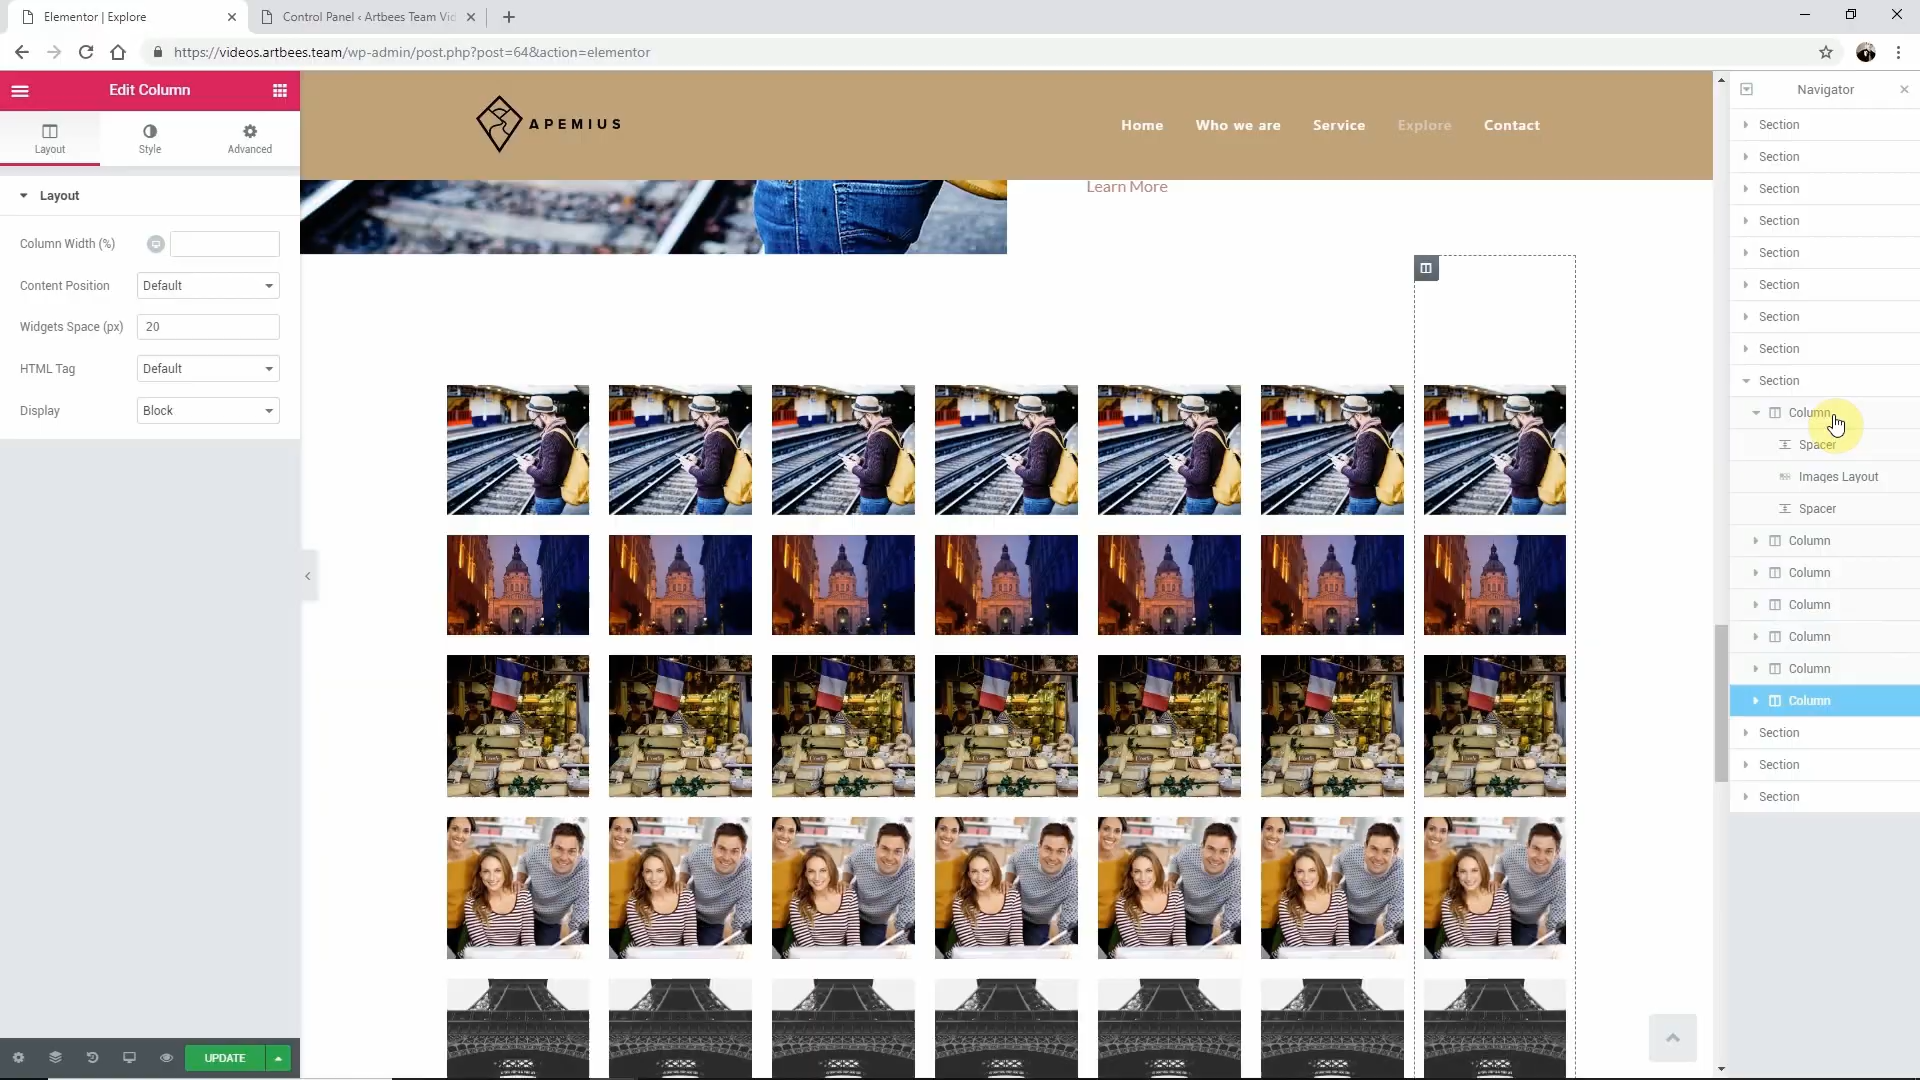 Elementor | Explore
Control Panel ‹ Artbees Team Vid
https://videos.artbees.team/wp-admin/post.php?post=64&action=elementor
Edit Column
Layout
Style
Advanced
Layout
Column Width (%)
Content Position
Default
Widgets Space (px)
20
HTML Tag
Default
Display
Block
UPDATE
APEMIUS
Home
Who we are
Service
Explore
Contact
Learn More
Navigator
Section
Section
Section
Section
Section
Section
Section
Section
Section
Column
Spacer
Images Layout
Spacer
Column
Column
Column
Column
Column
Column
Section
Section
Section